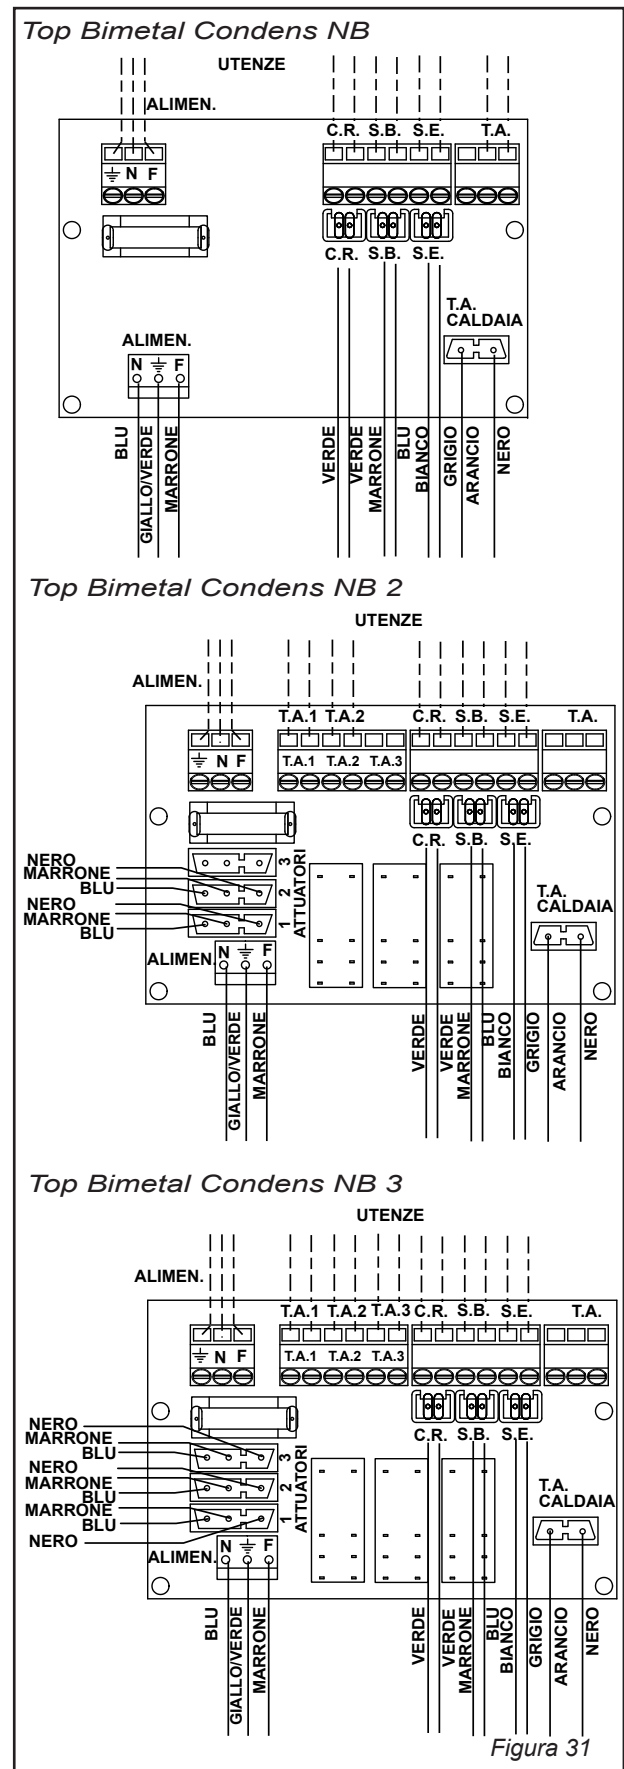 Top Bimetal Condens NB
UTENZE
ALIMEN.
C.R. S.B. S.E. T.A.
N F
C.R. S.B. S.E.
T.A.
CALDAIA
ALIMEN.
N F
BLU
GIALLO/VERDE
MARRONE
VERDE
VERDE
MARRONE
BLU
BIANCO
GRIGIO
ARANCIO
NERO
Top Bimetal Condens NB 2
UTENZE
ALIMEN.
T.A.1 T.A.2 C.R. S.B. S.E. T.A.
N F T.A.1 T.A.2 T.A.3
C.R. S.B. S.E.
NERO
MARRONE
BLU
NERO
MARRONE
BLU
3
2
1
ATTUATORI
T.A.
CALDAIA
ALIMEN. N F
BLU
GIALLO/VERDE
MARRONE
VERDE
VERDE
MARRONE
BLU
BIANCO
GRIGIO
ARANCIO
NERO
Top Bimetal Condens NB 3
UTENZE
ALIMEN.
T.A.1 T.A.2 T.A.3 C.R. S.B. S.E. T.A.
N F T.A.1 T.A.2 T.A.3
C.R. S.B. S.E.
NERO
MARRONE
BLU
NERO
MARRONE
BLU
MARRONE
BLU
NERO
3
2
1
ATTUATORI
T.A.
CALDAIA
ALIMEN. N F
BLU
GIALLO/VERDE
MARRONE
VERDE
VERDE
MARRONE
BLU
BIANCO
GRIGIO
ARANCIO
NERO
Figura 31